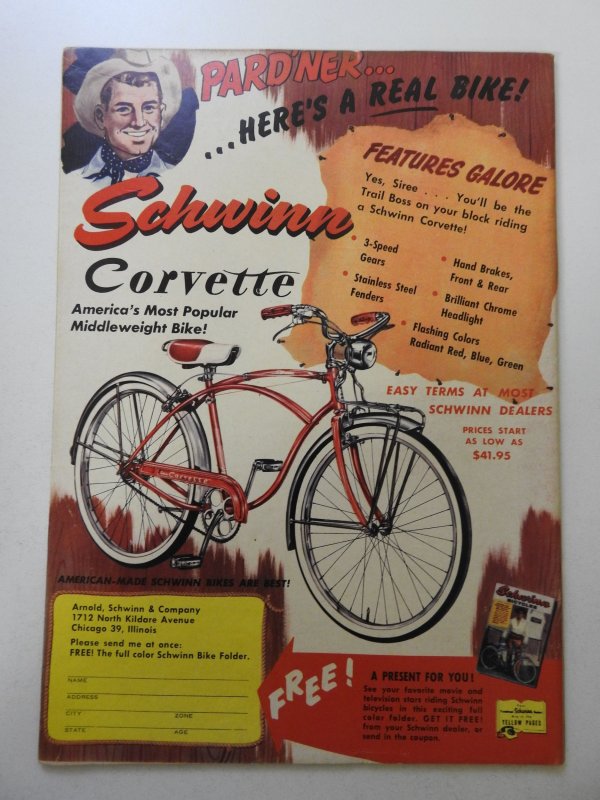 PARD'NER...
...HERE'S A REAL BIKE!
Schwinn
Corvette
America's Most Popular
Middleweight Bike!
FEATURES GALORE
Yes, Siree . . . You'll be the
Trail Boss on your block riding
a Schwinn Corvette!
• 3-Speed
Gears
• Stainless Steel
Fenders
• Hand Brakes,
Front & Rear
• Brilliant Chrome
Headlight
• Flashing Colors
Radiant Red, Blue, Green
EASY TERMS AT MOST
SCHWINN DEALERS
PRICES START
AS LOW AS
$41.95
Corvette
AMERICAN-MADE SCHWINN BIKES ARE BEST!
Arnold, Schwinn & Company
1712 North Kildare Avenue
Chicago 39, Illinois
Please send me at once:
FREE! The full color Schwinn Bike Folder.
NAME
ADDRESS
CITY ZONE
STATE AGE
FREE!
A PRESENT FOR YOU!
See your favorite movie and
television stars riding Schwinn
bicycles in this exciting full
color folder. GET IT FREE!
from your Schwinn dealer, or
send in the coupon.
Schwinn
BICYCLES
YELLOW PAGES